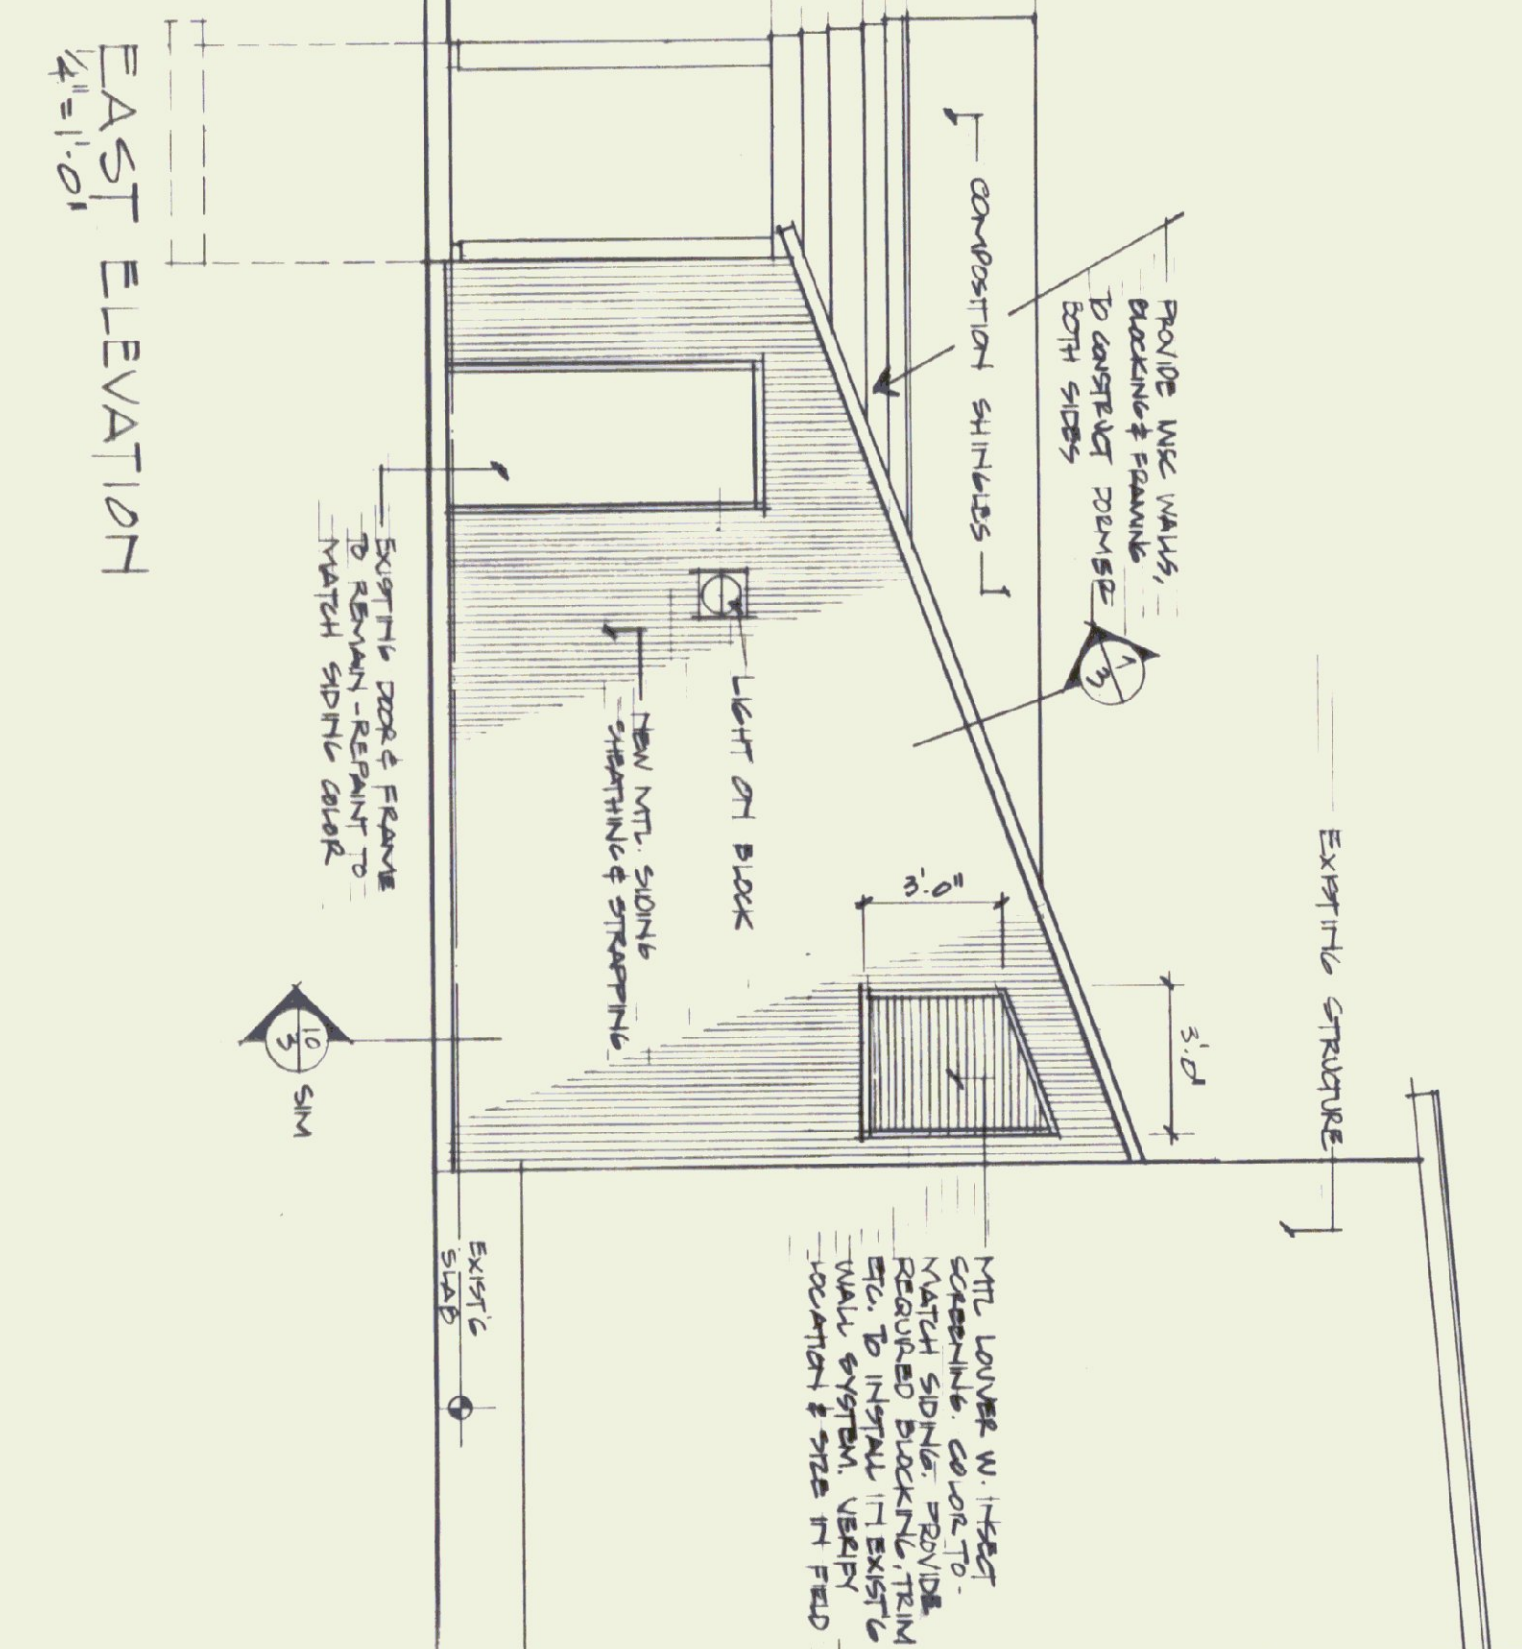 EXISTING STRUCTURE
PROVIDE MISC WALLS,
BLOCKING & FRAMING
TO CONSTRUCT DORMER
BOTH SIDES
1
3
3'.0"
COMPOSITION SHINGLES
3'.0"
MTL LOUVER W. INSECT
SCREENING. COLOR TO
MATCH SIDING. PROVIDE
REQUIRED BLOCKING, TRIM
ETC. TO INSTALL IN EXIST'G
WALL SYSTEM. VERIFY
LOCATION & SIZE IN FIELD
LIGHT ON BLOCK
NEW MTL. SIDING
SHEATHING & STRAPPING
EXIST'G
SLAB
EXISTING DOOR & FRAME
TO REMAIN - REPAINT TO
MATCH SIDING COLOR
10
3
SIM
EAST ELEVATION
1/4" = 1'.0"